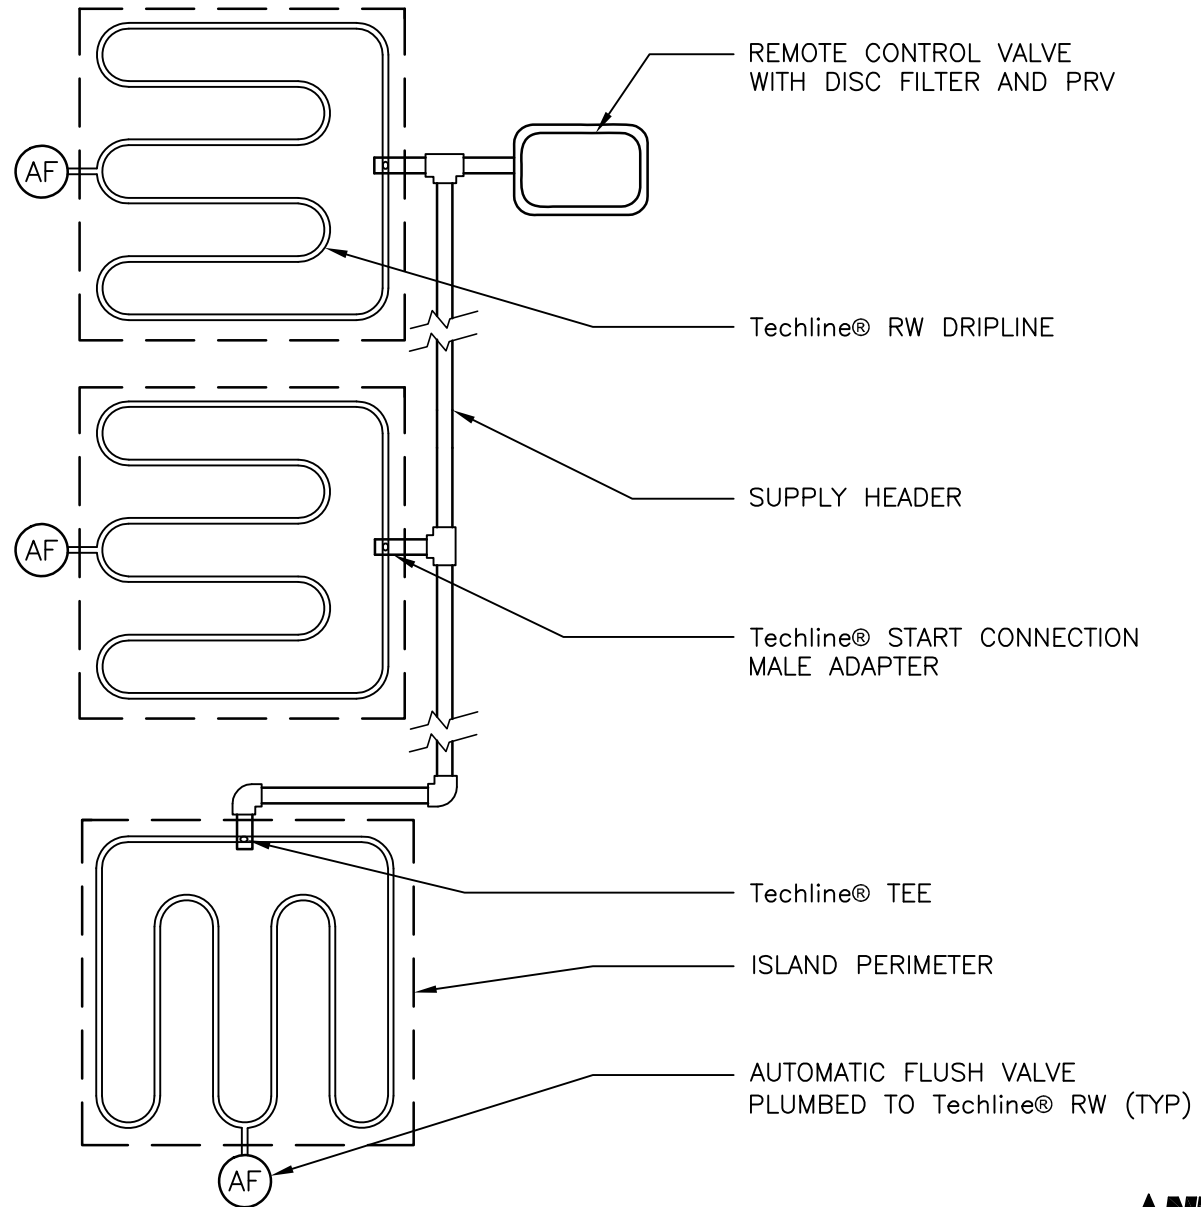 REMOTE CONTROL VALVE
WITH DISC FILTER AND PRV
AF
Techline® RW DRIPLINE
SUPPLY HEADER
AF
Techline® START CONNECTION
MALE ADAPTER
Techline® TEE
ISLAND PERIMETER
AUTOMATIC FLUSH VALVE
PLUMBED TO Techline® RW (TYP)
AF